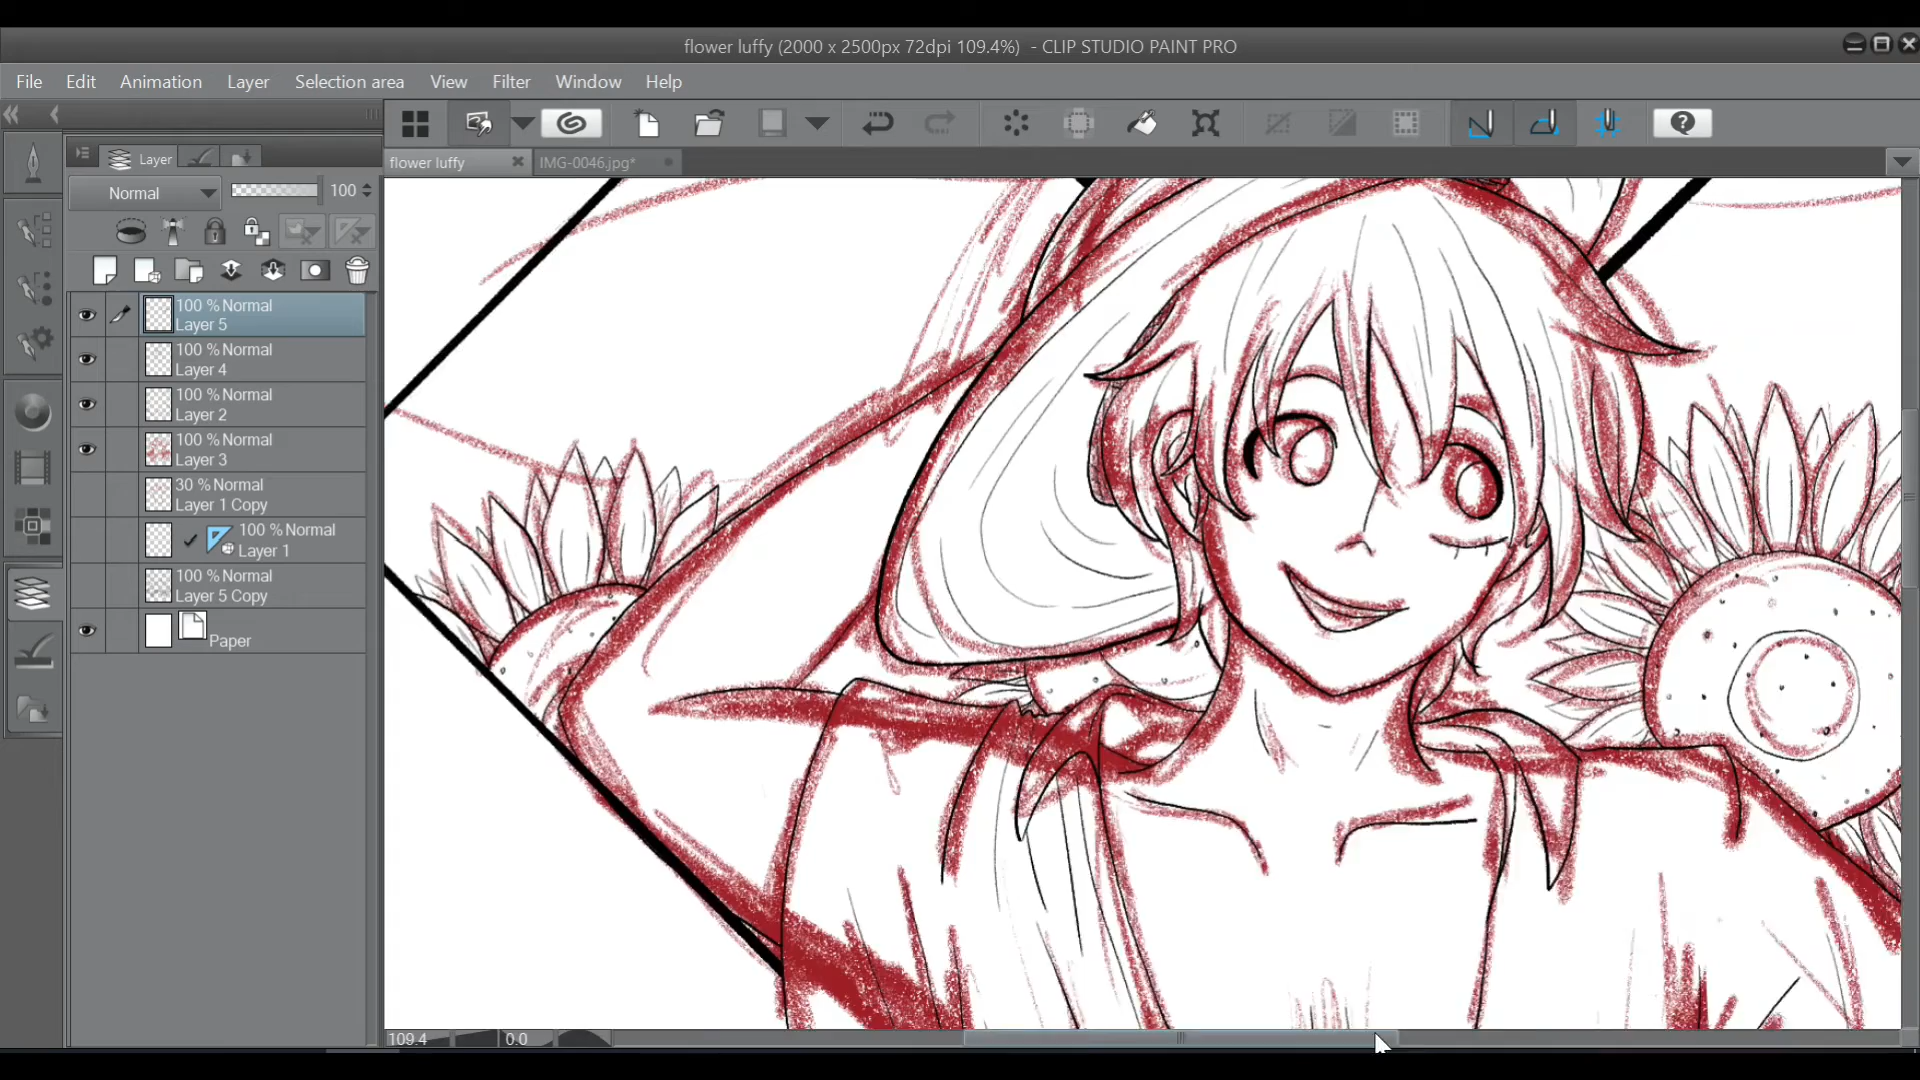 flower luffy (2000 x 2500px 72dpi 109.4%)  - CLIP STUDIO PAINT PRO
File Edit Animation Layer Selection area View Filter Window Help
Layer
flower luffy
IMG-0046.jpg*
Normal 100
100 % Normal
Layer 5
100 % Normal
Layer 4
100 % Normal
Layer 2
100 % Normal
Layer 3
30 % Normal
Layer 1 Copy
100 % Normal
Layer 1
100 % Normal
Layer 5 Copy
Paper
109.4 0.0